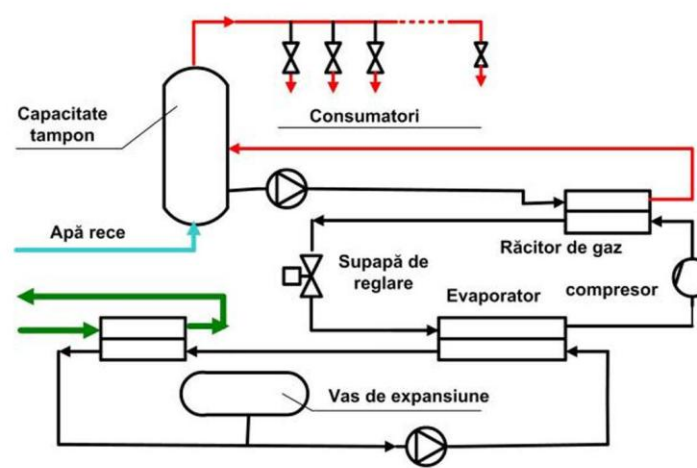 Capacitate
tampon
Consumatori
Apă rece
Răcitor de gaz
Supapă de
reglare
Evaporator
compresor
Vas de expansiune